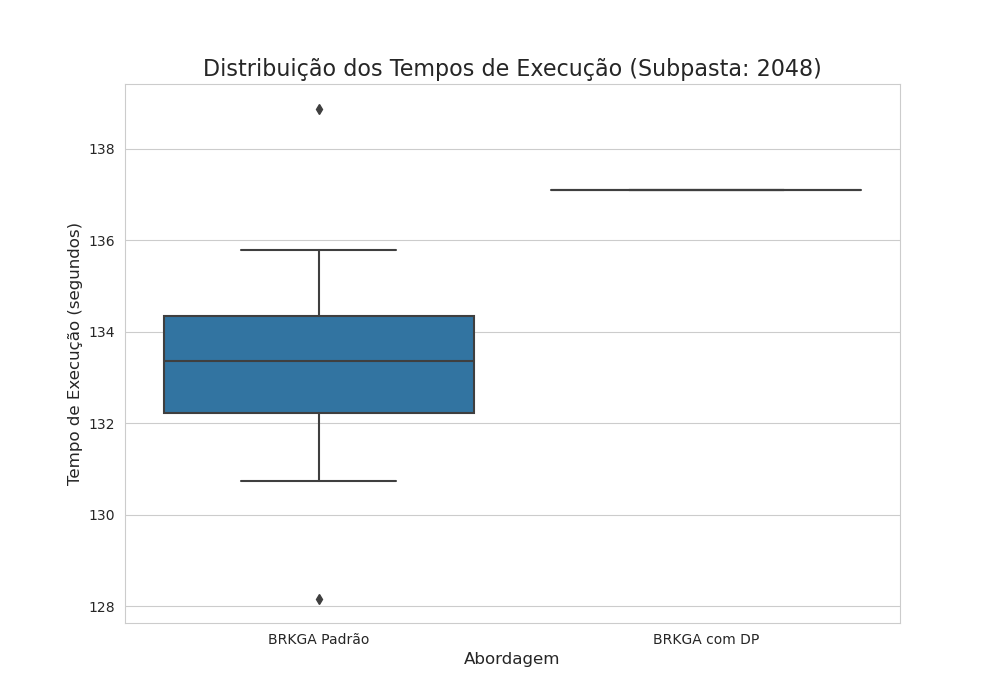 Distribuição dos Tempos de Execução (Subpasta: 2048)
138
136
134
132
130
128
Tempo de Execução (segundos)
BRKGA Padrão
BRKGA com DP
Abordagem